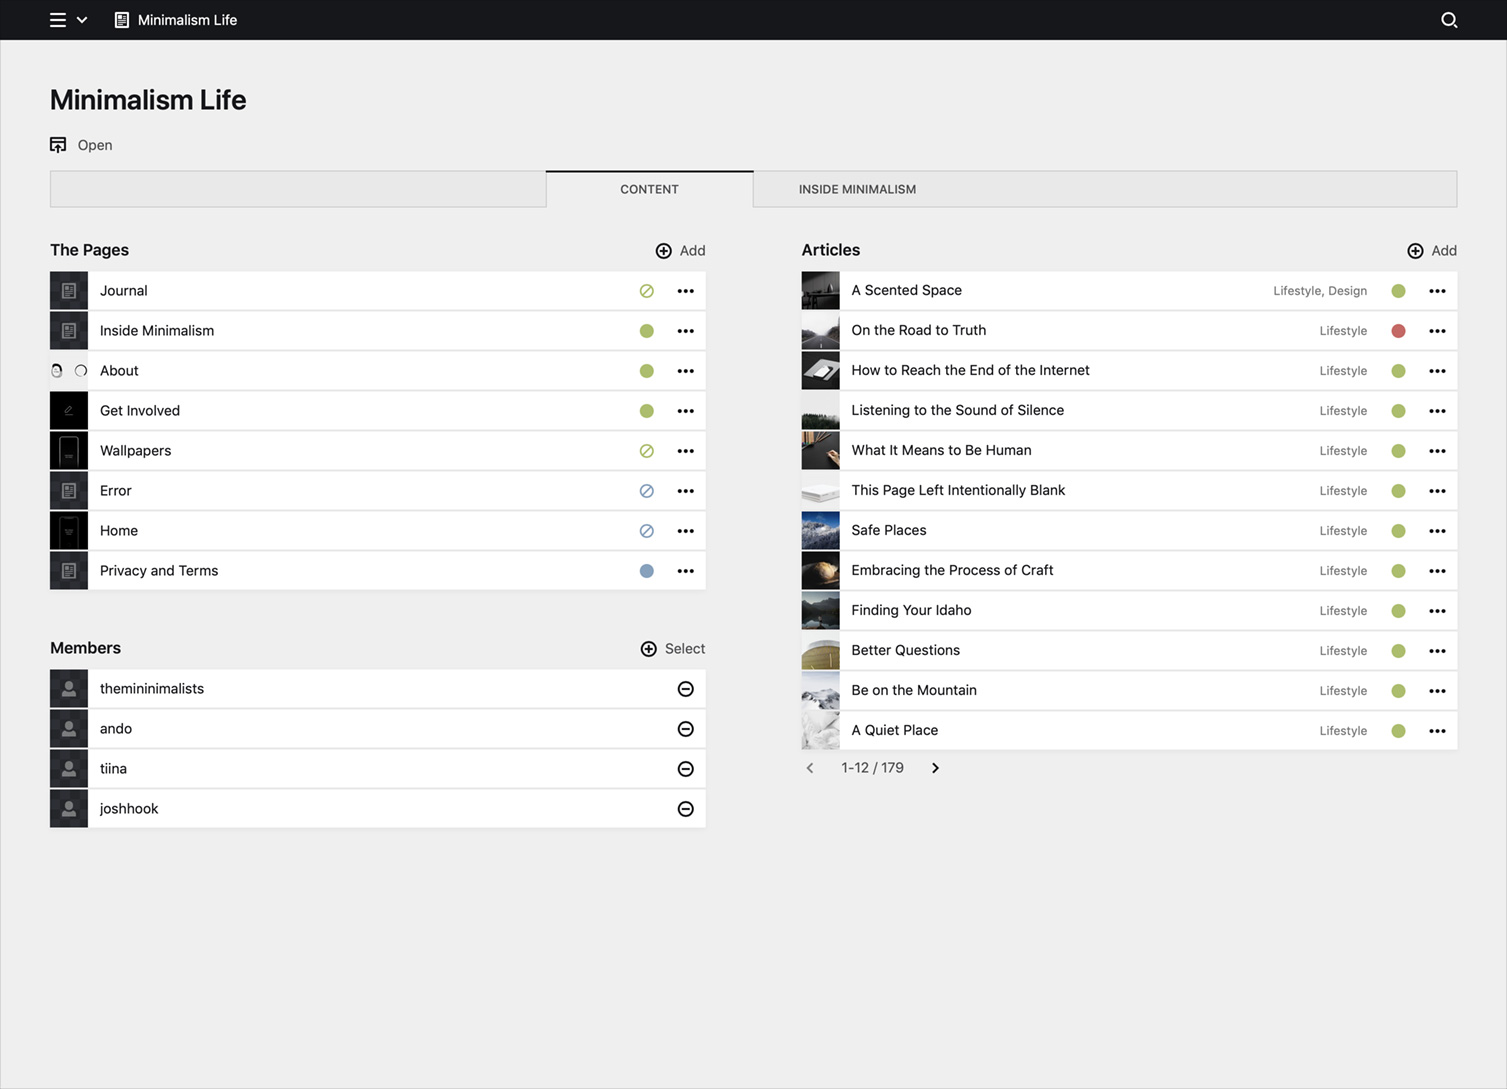 Minimalism Life
Minimalism Life
Open
CONTENT
INSIDE MINIMALISM
The Pages
Add
Journal
Inside Minimalism
About
Get Involved
Wallpapers
Error
Home
Privacy and Terms
Members
Select
themininimalists
ando
tiina
joshhook
Articles
Add
A Scented Space Lifestyle, Design
On the Road to Truth Lifestyle
How to Reach the End of the Internet Lifestyle
Listening to the Sound of Silence Lifestyle
What It Means to Be Human Lifestyle
This Page Left Intentionally Blank Lifestyle
Safe Places Lifestyle
Embracing the Process of Craft Lifestyle
Finding Your Idaho Lifestyle
Better Questions Lifestyle
Be on the Mountain Lifestyle
A Quiet Place Lifestyle
1-12 / 179